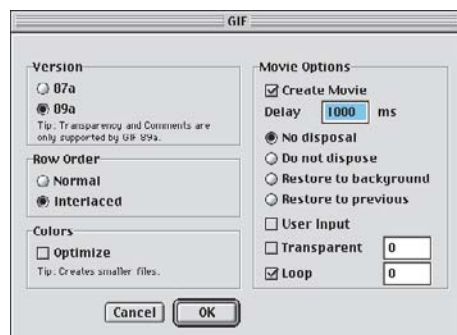 GIF
Version
87a
89a
Tip: Transparency and Comments are
only supported by GIF 89a.
Row Order
Normal
Interlaced
Colors
Optimize
Tip: Creates smaller files.
Movie Options
Create Movie
Delay 1000 ms
No disposal
Do not dispose
Restore to background
Restore to previous
User Input
Transparent 0
Loop 0
Cancel OK